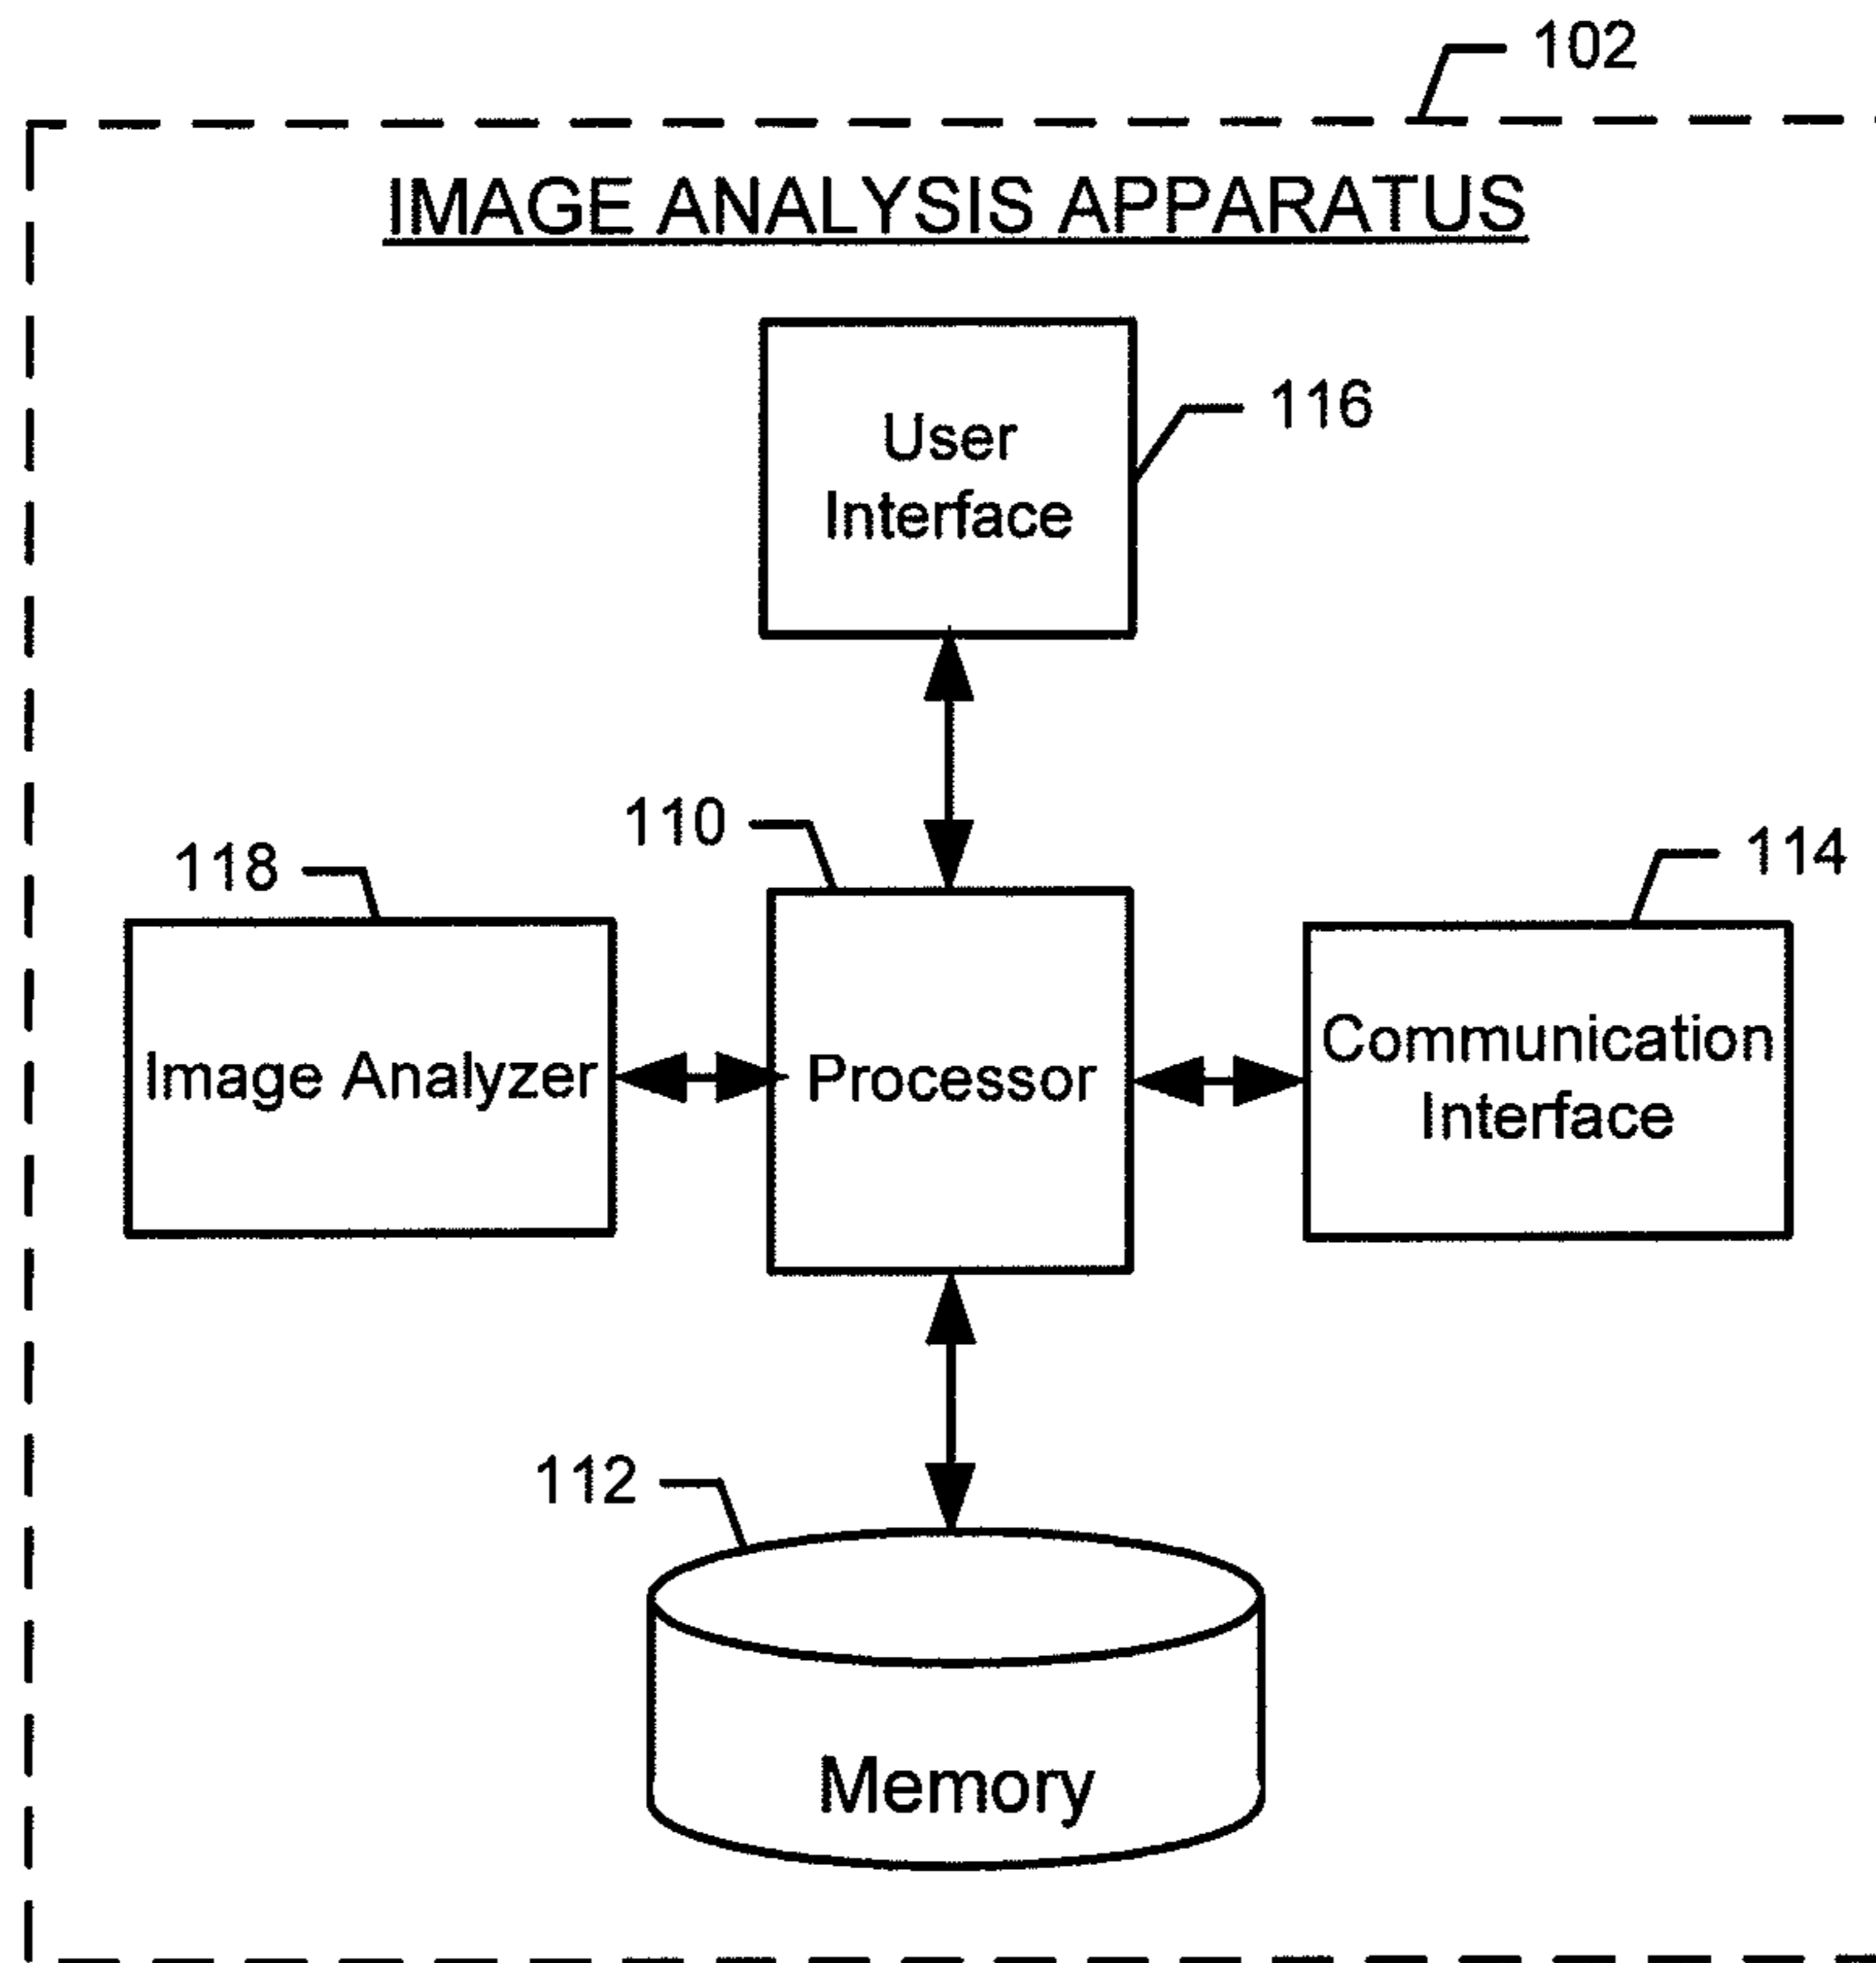 102
IMAGE ANALYSIS APPARATUS
User
Interface
116
110
118
114
Image Analyzer
Processor
Communication
Interface
112
Memory